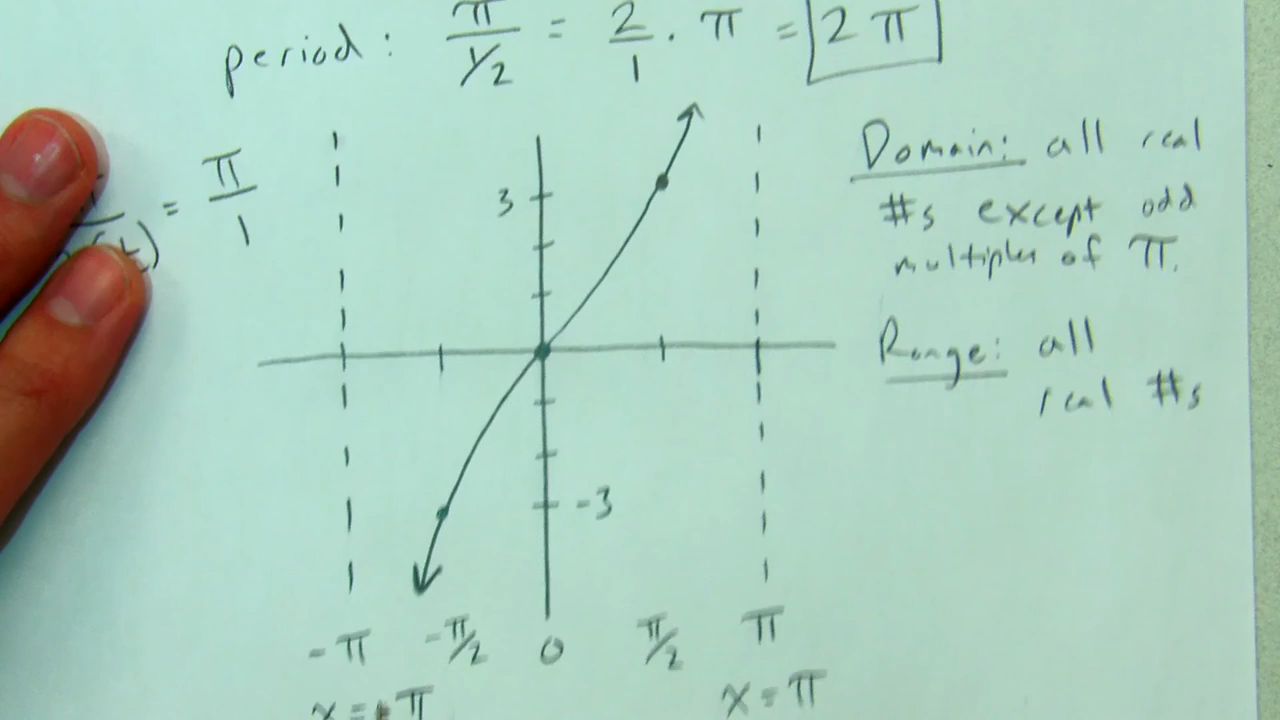 period: π/½ = 2/1 · π = 2π
= π/1
3
-3
Domain: all real
#s except odd
multiples of π.
Range: all
real #s
-π -π/2 0 π/2 π
x = -π x = π